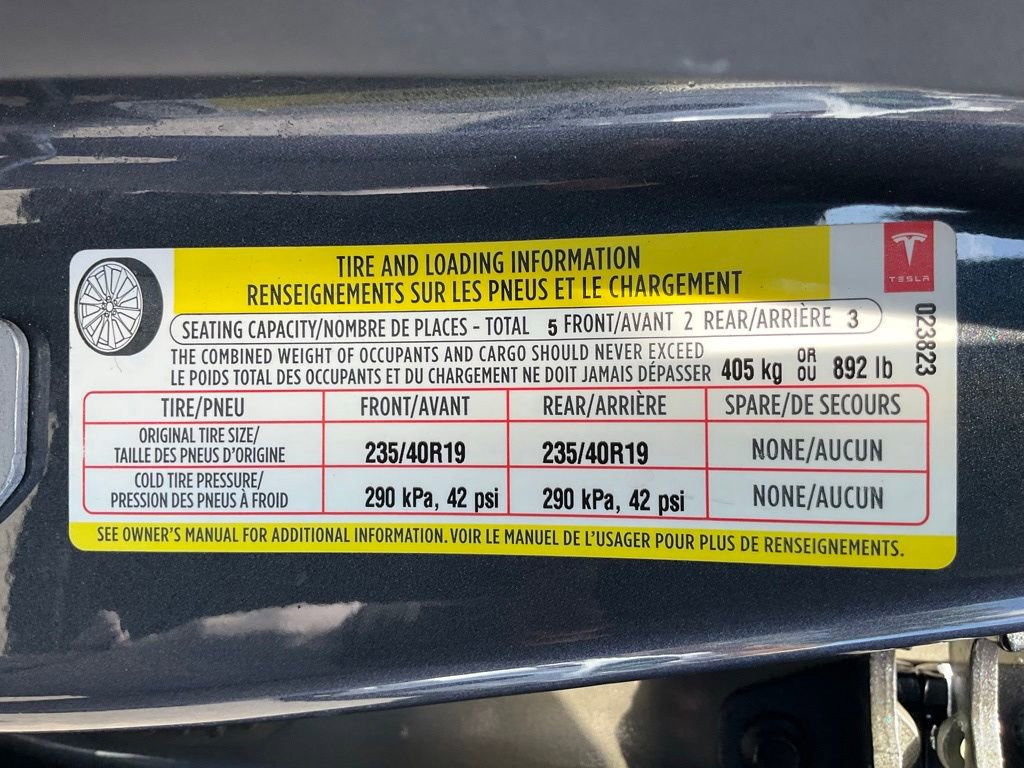 TIRE AND LOADING INFORMATION
RENSEIGNEMENTS SUR LES PNEUS ET LE CHARGEMENT
TESLA
SEATING CAPACITY/NOMBRE DE PLACES - TOTAL 5 FRONT/AVANT 2 REAR/ARRIÈRE 3
023823
THE COMBINED WEIGHT OF OCCUPANTS AND CARGO SHOULD NEVER EXCEED
LE POIDS TOTAL DES OCCUPANTS ET DU CHARGEMENT NE DOIT JAMAIS DÉPASSER
405 kg OR/OU 892 lb
TIRE/PNEU FRONT/AVANT REAR/ARRIÈRE SPARE/DE SECOURS
ORIGINAL TIRE SIZE/
TAILLE DES PNEUS D'ORIGINE 235/40R19 235/40R19 NONE/AUCUN
COLD TIRE PRESSURE/
PRESSION DES PNEUS À FROID 290 kPa, 42 psi 290 kPa, 42 psi NONE/AUCUN
SEE OWNER'S MANUAL FOR ADDITIONAL INFORMATION. VOIR LE MANUEL DE L'USAGER POUR PLUS DE RENSEIGNEMENTS.